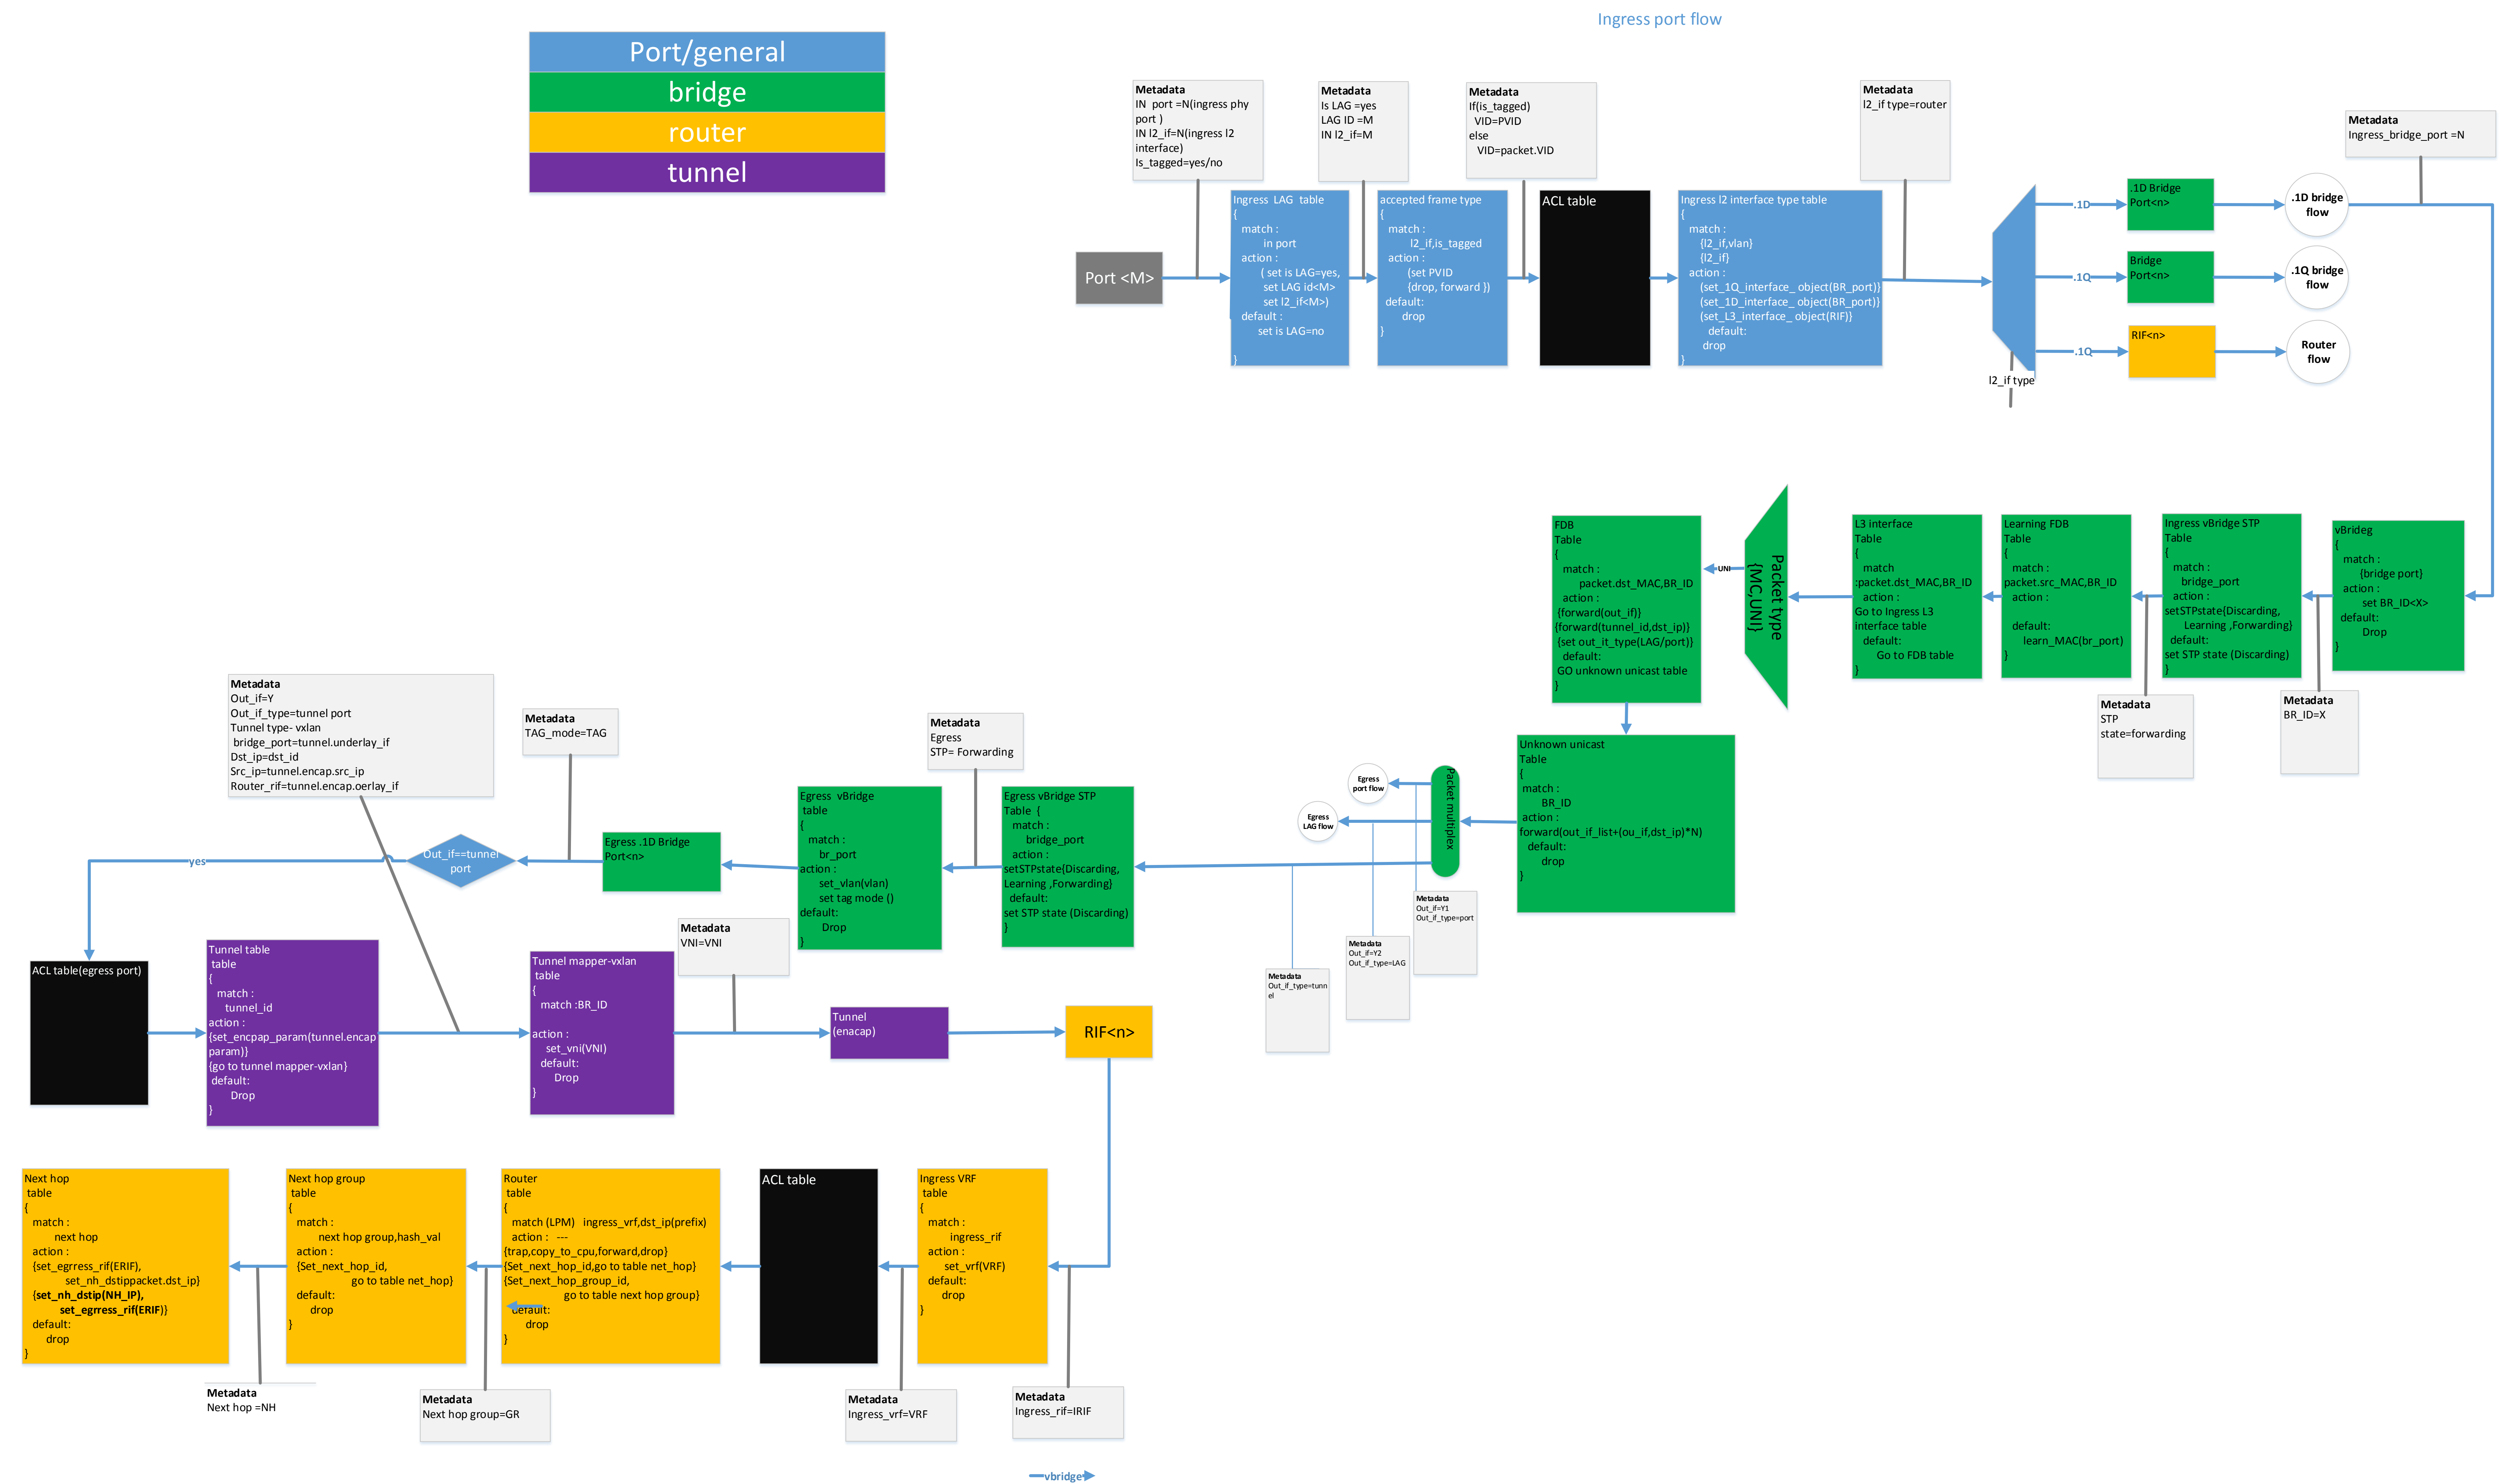 Ingress port flow
Port/general
bridge
router
tunnel
Metadata
IN  port =N(ingress phy
port )
IN l2_if=N(ingress l2
interface)
Is_tagged=yes/no
Metadata
Is LAG =yes
LAG ID =M
IN l2_if=M
Metadata
If(is_tagged)
VID=PVID
else
VID=packet.VID
Metadata
l2_if type=router
Metadata
Ingress_bridge_port =N
Port <M>
Ingress  LAG  table
{
match :
in port
action :
( set is LAG=yes,
set LAG id<M>
set l2_if<M>)
default :
set is LAG=no
}
accepted frame type
{
match :
l2_if,is_tagged
action :
(set PVID
{drop, forward })
default:
drop
}
ACL table
Ingress l2 interface type table
{
match :
{l2_if,vlan}
{l2_if}
action :
(set_1Q_interface_ object(BR_port)}
(set_1D_interface_ object(BR_port)}
(set_L3_interface_ object(RIF)}
default:
drop
}
l2_if type
.1D
.1D Bridge
Port<n>
.1D bridge
flow
.1Q
Bridge
Port<n>
.1Q bridge
flow
.1Q
RIF<n>
Router
flow
vBrideg
{
match :
{bridge port}
action :
set BR_ID<X>
default:
Drop
}
Metadata
BR_ID=X
Ingress vBridge STP
Table
{
match :
bridge_port
action :
setSTPstate{Discarding,
Learning ,Forwarding}
default:
set STP state (Discarding)
}
Metadata
STP
state=forwarding
Learning FDB
Table
{
match :
packet.src_MAC,BR_ID
action :
default:
learn_MAC(br_port)
}
L3 interface
Table
{
match
:packet.dst_MAC,BR_ID
action :
Go to Ingress L3
interface table
default:
Go to FDB table
}
Packet type
{MC,UNI}
UNI
FDB
Table
{
match :
packet.dst_MAC,BR_ID
action :
{forward(out_if)}
{forward(tunnel_id,dst_ip)}
{set out_it_type(LAG/port)}
default:
GO unknown unicast table
}
Unknown unicast
Table
{
match :
BR_ID
action :
forward(out_if_list+(ou_if,dst_ip)*N)
default:
drop
}
Packet multiplex
Egress
port flow
Egress
LAG flow
Metadata
Out_if=Y1
Out_if_type=port
Metadata
Out_if=Y2
Out_if_type=LAG
Metadata
Out_if_type=tunn
el
Egress vBridge STP
Table  {
match :
bridge_port
action :
setSTPstate{Discarding,
Learning ,Forwarding}
default:
set STP state (Discarding)
}
Metadata
Egress
STP= Forwarding
Egress  vBridge
table
{
match :
br_port
action :
set_vlan(vlan)
set tag mode ()
default:
Drop
}
Egress .1D Bridge
Port<n>
Metadata
TAG_mode=TAG
Out_if==tunnel
port
yes
Metadata
Out_if=Y
Out_if_type=tunnel port
Tunnel type- vxlan
bridge_port=tunnel.underlay_if
Dst_ip=dst_id
Src_ip=tunnel.encap.src_ip
Router_rif=tunnel.encap.oerlay_if
ACL table(egress port)
Tunnel table
table
{
match :
tunnel_id
action :
{set_encpap_param(tunnel.encap
param)}
{go to tunnel mapper-vxlan}
default:
Drop
}
Tunnel mapper-vxlan
table
{
match :BR_ID
action :
set_vni(VNI)
default:
Drop
}
Metadata
VNI=VNI
Tunnel
(enacap)
RIF<n>
Ingress VRF
table
{
match :
ingress_rif
action :
set_vrf(VRF)
default:
drop
}
Metadata
Ingress_rif=IRIF
Metadata
Ingress_vrf=VRF
ACL table
Router
table
{
match (LPM)   ingress_vrf,dst_ip(prefix)
action :   ---
{trap,copy_to_cpu,forward,drop}
{Set_next_hop_id,go to table net_hop}
{Set_next_hop_group_id,
go to table next hop group}
default:
drop
}
Metadata
Next hop group=GR
Next hop group
table
{
match :
next hop group,hash_val
action :
{Set_next_hop_id,
go to table net_hop}
default:
drop
}
Metadata
Next hop =NH
Next hop
table
{
match :
next hop
action :
{set_egrress_rif(ERIF),
set_nh_dstippacket.dst_ip}
{set_nh_dstip(NH_IP),
set_egrress_rif(ERIF)}
default:
drop
}
vbridge